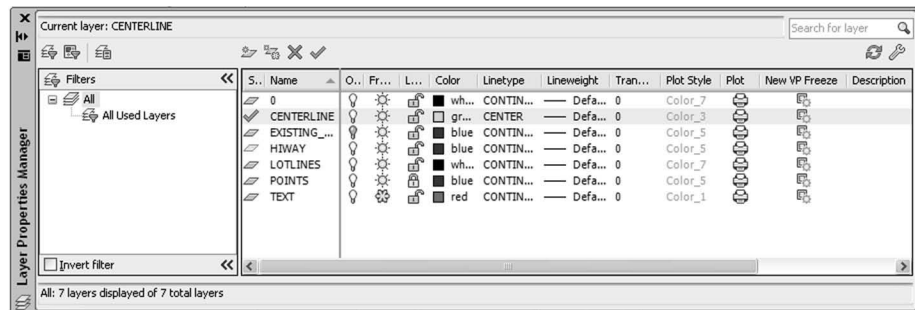 Current layer: CENTERLINE
Search for layer
Filters
All
All Used Layers
Invert filter
S.. Name O.. Fr... L... Color Linetype Lineweight Tran... Plot Style Plot New VP Freeze Description
0 wh... CONTIN... Defa... 0 Color_7
CENTERLINE gr... CENTER Defa... 0 Color_3
EXISTING_... blue CONTIN... Defa... 0 Color_5
HIWAY blue CONTIN... Defa... 0 Color_5
LOTLINES wh... CONTIN... Defa... 0 Color_7
POINTS blue CONTIN... Defa... 0 Color_5
TEXT red CONTIN... Defa... 0 Color_1
All: 7 layers displayed of 7 total layers
Layer Properties Manager